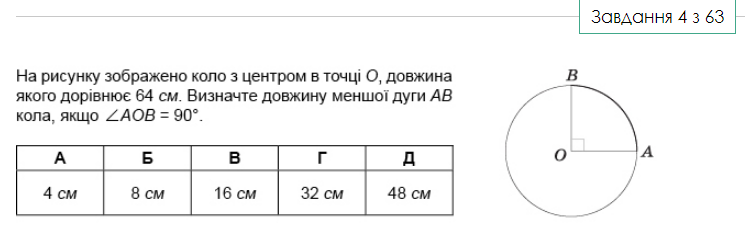 Завдання 4 з 63
На рисунку зображено коло з центром в точці O, довжина
якого дорівнює 64 см. Визначте довжину меншої дуги AB
кола, якщо ∠AOB = 90°.
А Б В Г Д
4 см 8 см 16 см 32 см 48 см
B
O A